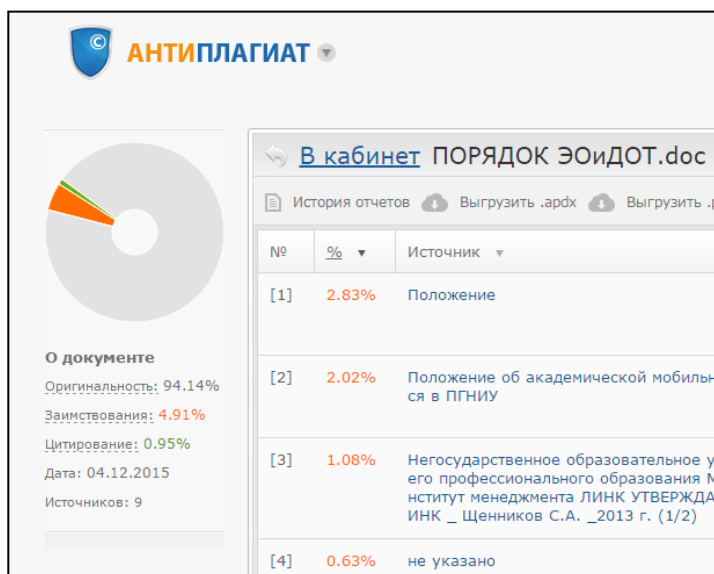 ©
АНТИПЛАГИАТ
В кабинет ПОРЯДОК ЭОиДОТ.doc
История отчетов Выгрузить .apdx Выгрузить
№ % Источник
[1] 2.83% Положение
[2] 2.02% Положение об академической мобильн
ся в ПГНИУ
[3] 1.08% Негосударственное образовательное у
его профессионального образования М
нститут менеджмента ЛИНК УТВЕРЖДА
ИНК _ Щенников С.А. _2013 г. (1/2)
[4] 0.63% не указано
О документе
Оригинальность: 94.14%
Заимствования: 4.91%
Цитирование: 0.95%
Дата: 04.12.2015
Источников: 9